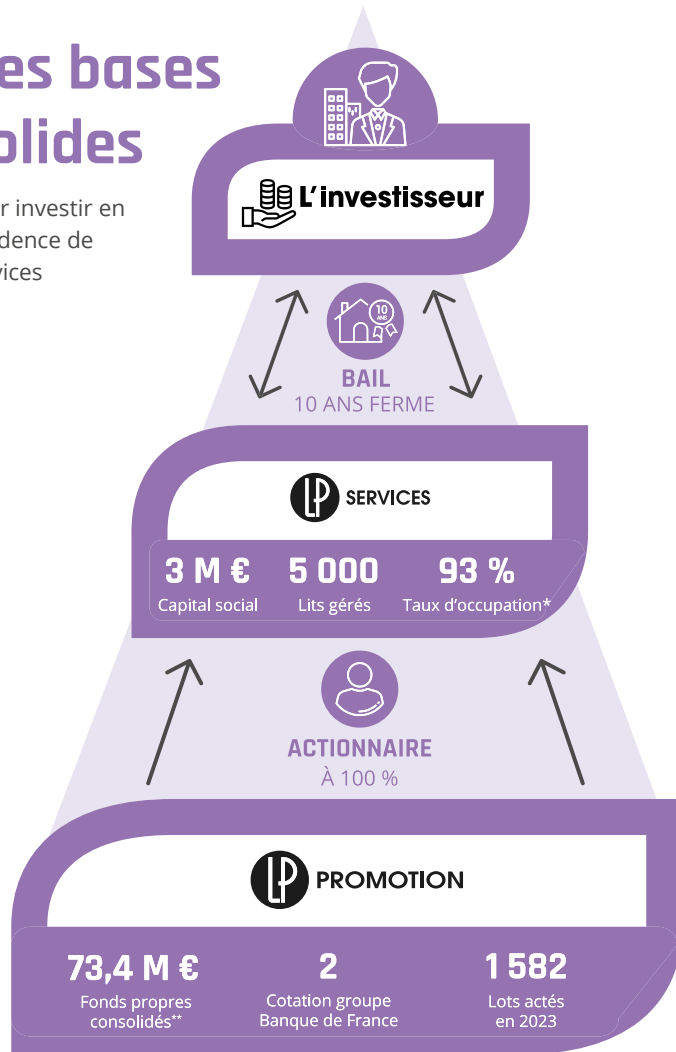 es bases
olides
r investir en
dence de
vices
L'investisseur
10
ANS
BAIL
10 ANS FERME
LP SERVICES
3 M € 5 000 93 %
Capital social Lits gérés Taux d'occupation*
ACTIONNAIRE
À 100 %
LP PROMOTION
73,4 M € 2 1 582
Fonds propres Cotation groupe Lots actés
consolidés** Banque de France en 2023